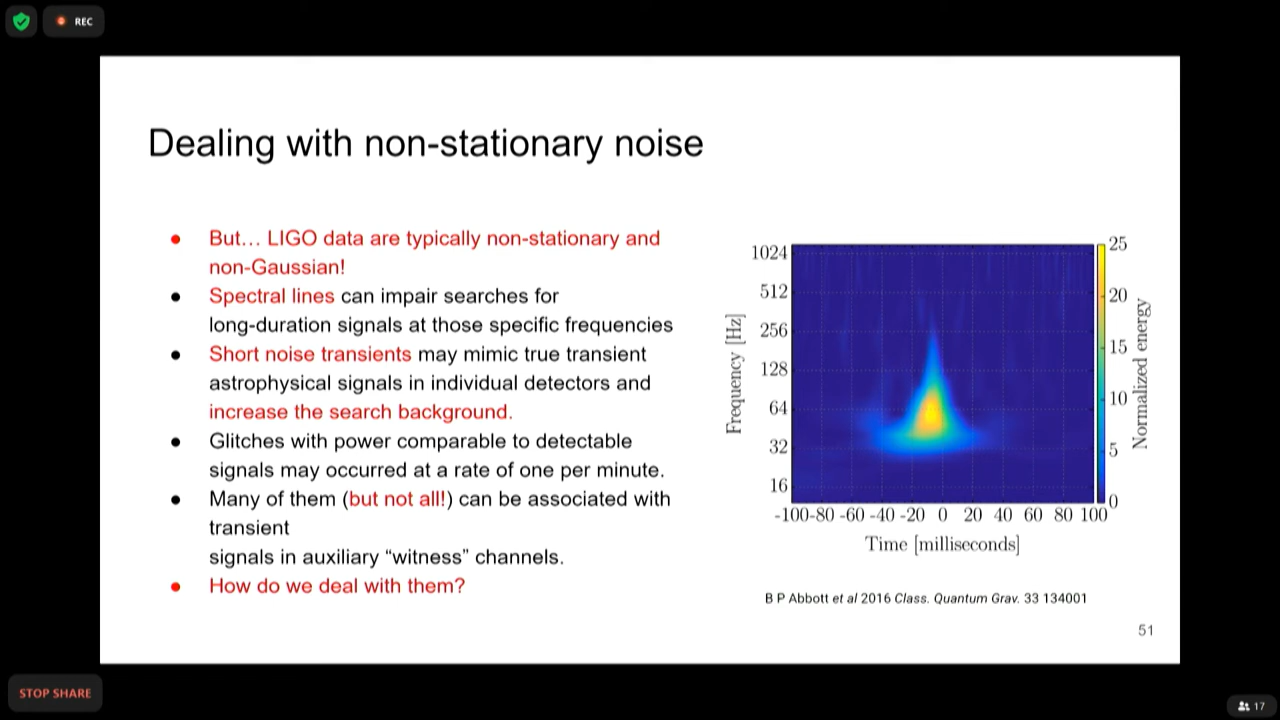 REC
Dealing with non-stationary noise
● But… LIGO data are typically non-stationary and
non-Gaussian!
● Spectral lines can impair searches for
long-duration signals at those specific frequencies
● Short noise transients may mimic true transient
astrophysical signals in individual detectors and
increase the search background.
● Glitches with power comparable to detectable
signals may occurred at a rate of one per minute.
● Many of them (but not all!) can be associated with
transient
signals in auxiliary “witness” channels.
● How do we deal with them?
Frequency [Hz]
1024
512
256
128
64
32
16
-100 -80 -60 -40 -20 0 20 40 60 80 100
Time [milliseconds]
25
20
15
10
5
0
Normalized energy
B P Abbott et al 2016 Class. Quantum Grav. 33 134001
51
STOP SHARE
17